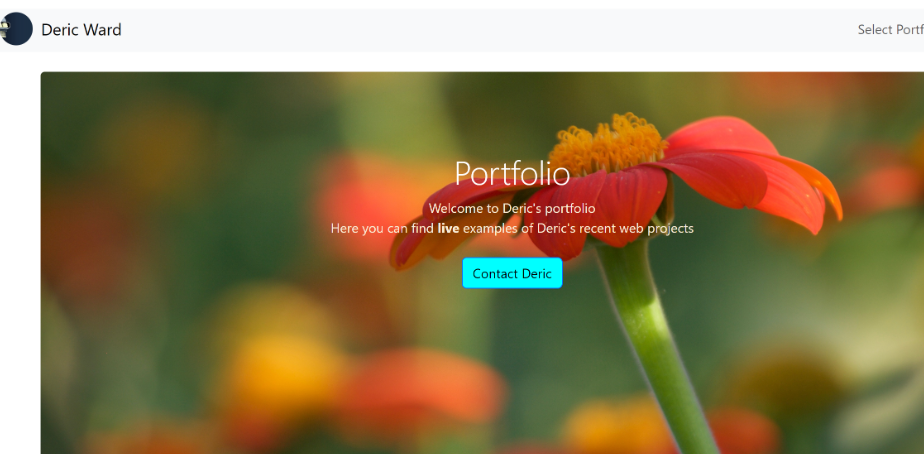 Deric Ward
Select Portf
Portfolio
Welcome to Deric's portfolio
Here you can find live examples of Deric's recent web projects
Contact Deric